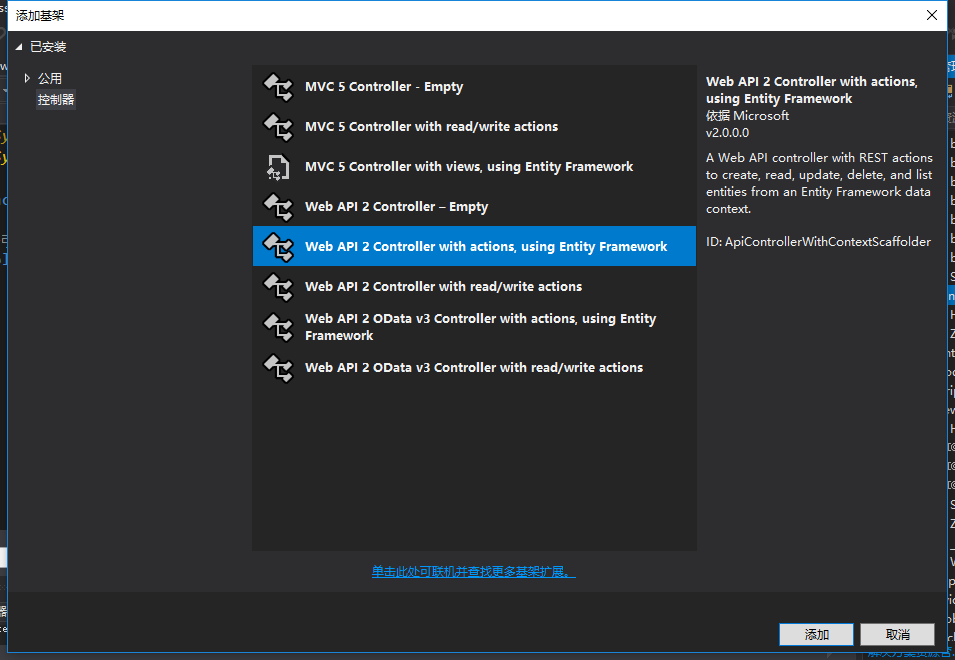 添加基架
已安装
公用
控制器
MVC 5 Controller - Empty
MVC 5 Controller with read/write actions
MVC 5 Controller with views, using Entity Framework
Web API 2 Controller – Empty
Web API 2 Controller with actions, using Entity Framework
Web API 2 Controller with read/write actions
Web API 2 OData v3 Controller with actions, using Entity
Framework
Web API 2 OData v3 Controller with read/write actions
Web API 2 Controller with actions,
using Entity Framework
依据 Microsoft
v2.0.0.0
A Web API controller with REST actions
to create, read, update, delete, and list
entities from an Entity Framework data
context.
ID: ApiControllerWithContextScaffolder
单击此处可联机并查找更多基架扩展。
添加
取消